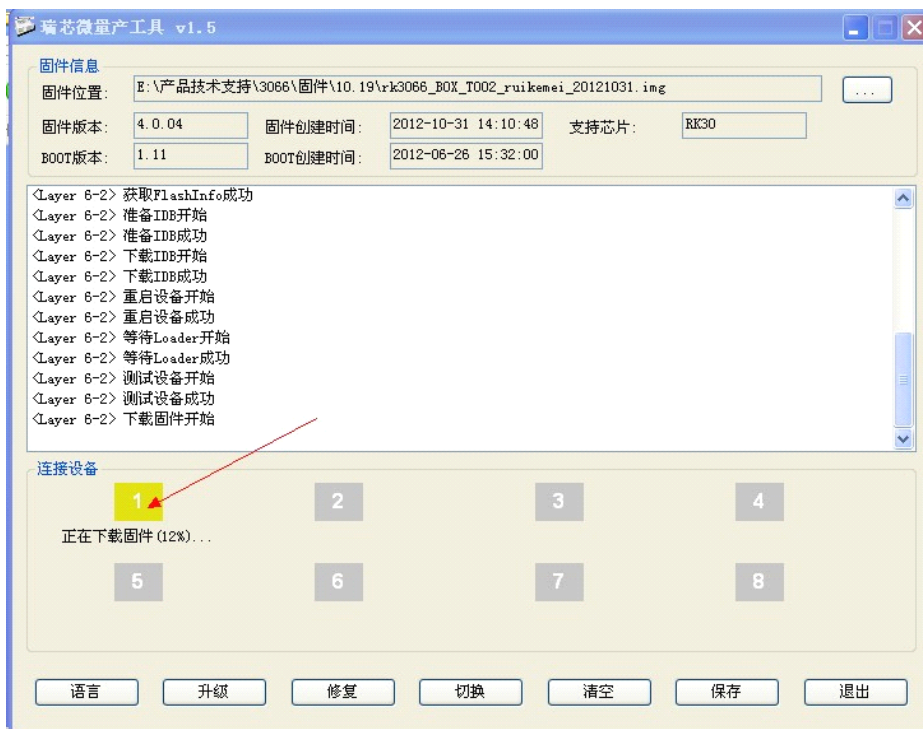 瑞芯微量产工具 v1.5
固件信息
固件位置: E:\产品技术支持\3066\固件\10.19\rk3066_BOX_T002_ruikemei_20121031.img ...
固件版本: 4.0.04 固件创建时间: 2012-10-31 14:10:48 支持芯片: RK30
BOOT版本: 1.11 BOOT创建时间: 2012-06-26 15:32:00
<Layer 6-2> 获取FlashInfo成功
<Layer 6-2> 准备IDB开始
<Layer 6-2> 准备IDB成功
<Layer 6-2> 下载IDB开始
<Layer 6-2> 下载IDB成功
<Layer 6-2> 重启设备开始
<Layer 6-2> 重启设备成功
<Layer 6-2> 等待Loader开始
<Layer 6-2> 等待Loader成功
<Layer 6-2> 测试设备开始
<Layer 6-2> 测试设备成功
<Layer 6-2> 下载固件开始
连接设备
1 2 3 4
正在下载固件(12%)...
5 6 7 8
语言 升级 修复 切换 清空 保存 退出